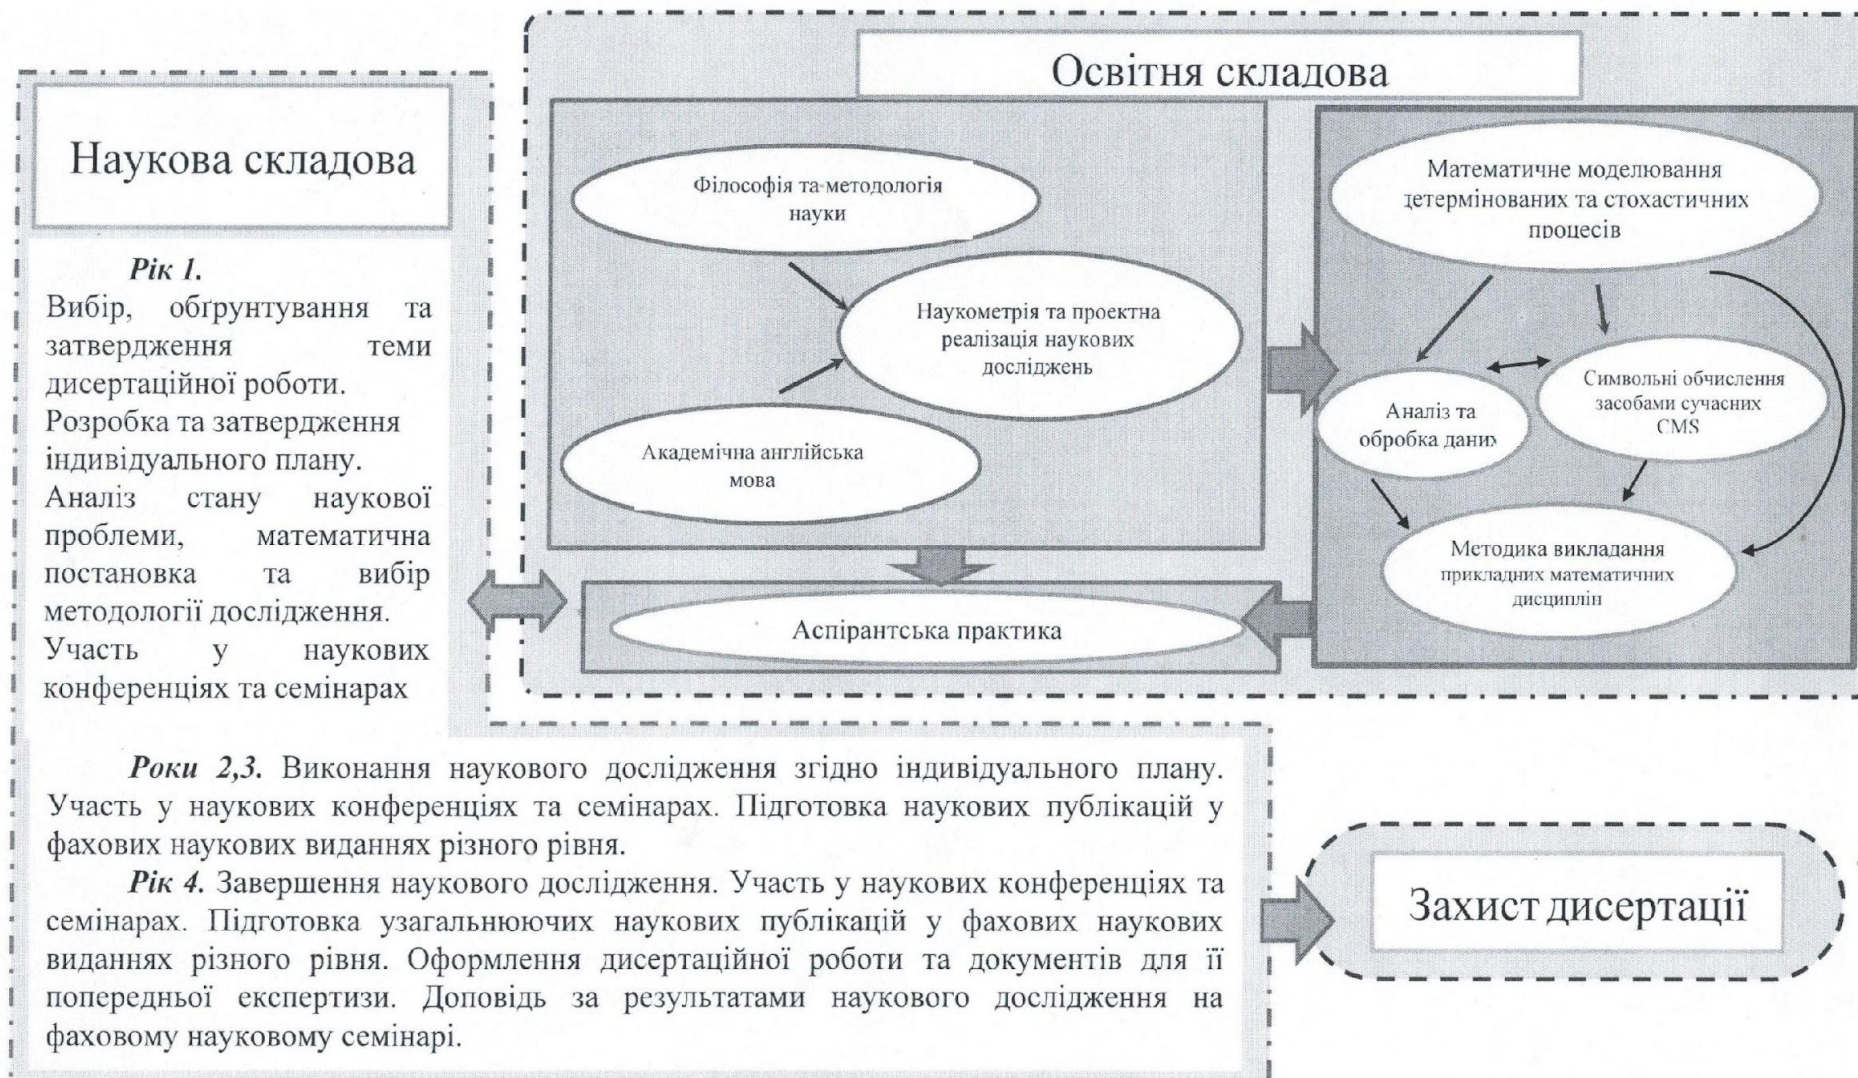 Освітня складова
Наукова складова
Рік 1.
Вибір, обґрунтування та
затвердження теми
дисертаційної роботи.
Розробка та затвердження
індивідуального плану.
Аналіз стану наукової
проблеми, математична
постановка та вибір
методології дослідження.
Участь у наукових
конференціях та семінарах
Філософія та методологія
науки
Наукометрія та проектна
реалізація наукових
досліджень
Академічна англійська
мова
Математичне моделювання
детермінованих та стохастичних
процесів
Аналіз та
обробка даних
Символьні обчислення
засобами сучасних
CMS
Методика викладання
прикладних математичних
дисциплін
Аспірантська практика
Роки 2,3. Виконання наукового дослідження згідно індивідуального плану.
Участь у наукових конференціях та семінарах. Підготовка наукових публікацій у
фахових наукових виданнях різного рівня.
Рік 4. Завершення наукового дослідження. Участь у наукових конференціях та
семінарах. Підготовка узагальнюючих наукових публікацій у фахових наукових
виданнях різного рівня. Оформлення дисертаційної роботи та документів для її
попередньої експертизи. Доповідь за результатами наукового дослідження на
фаховому науковому семінарі.
Захист дисертації